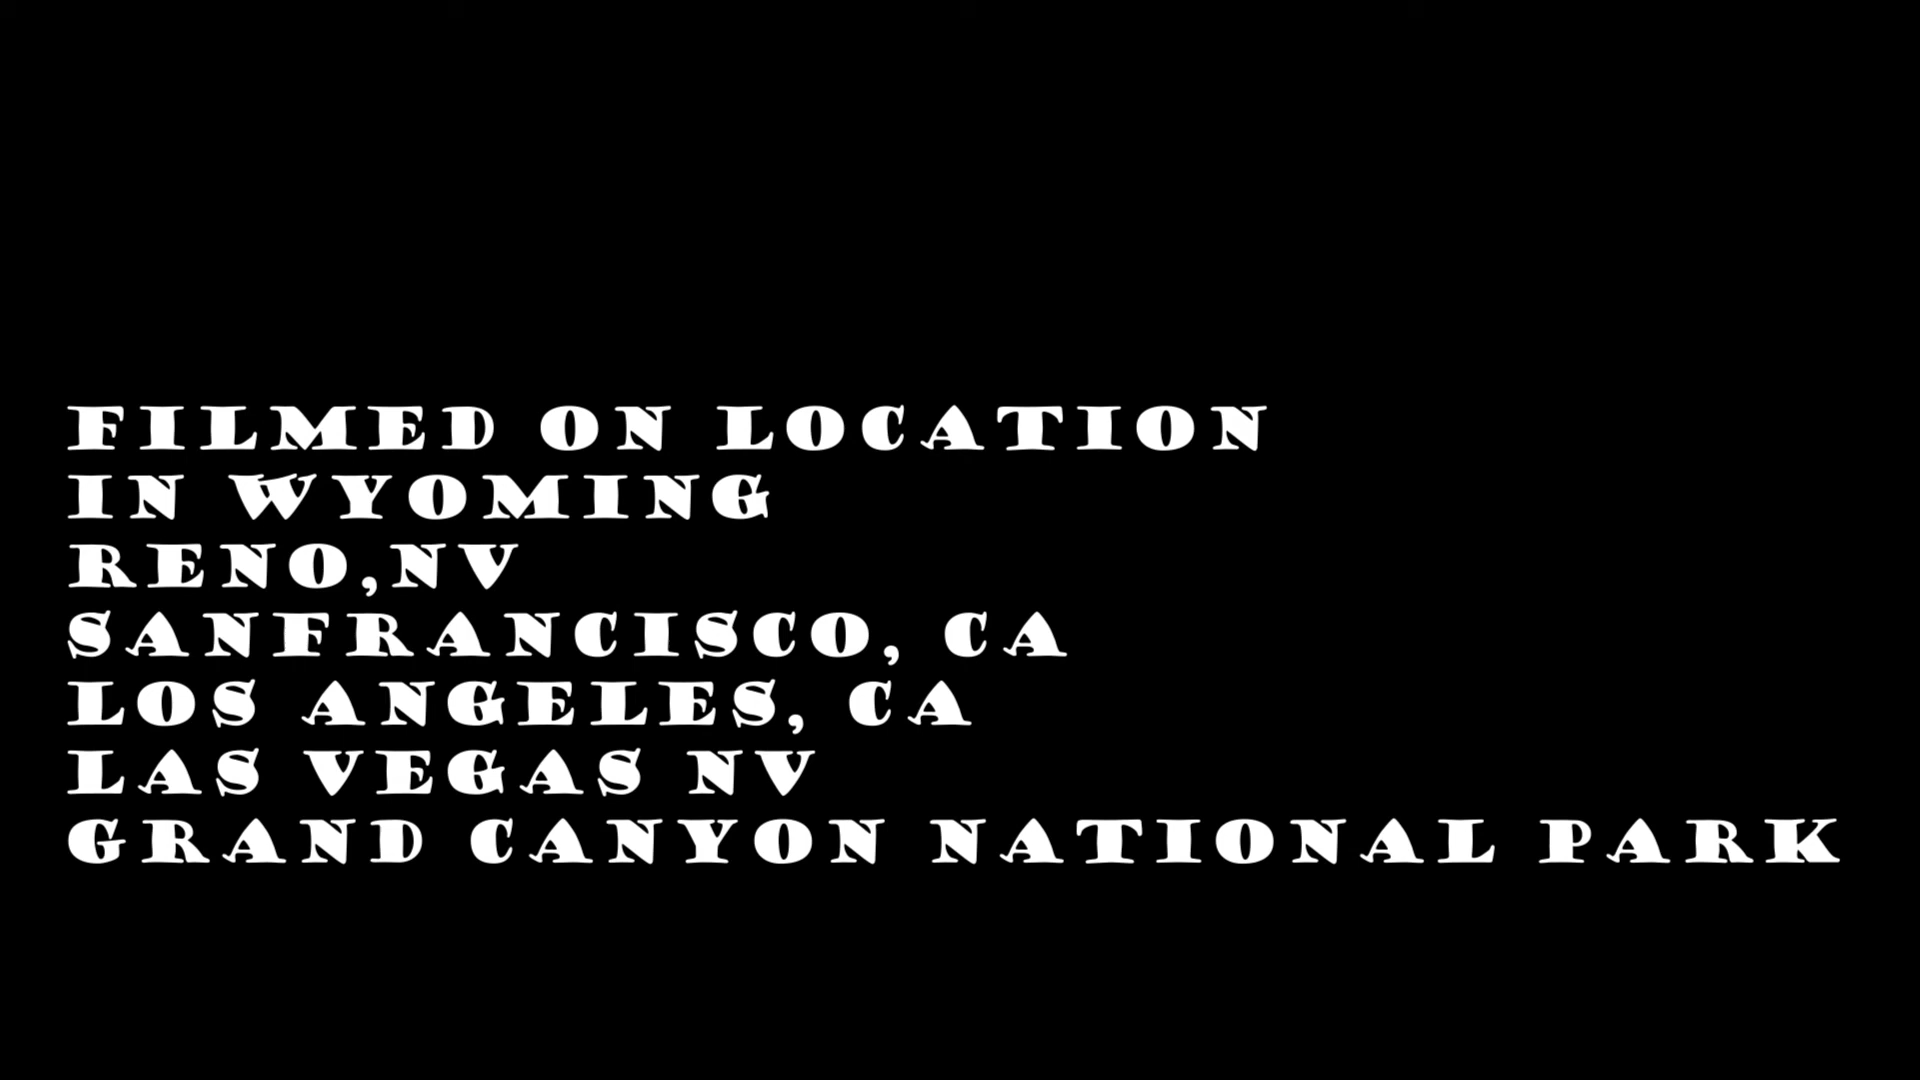 FILMED ON LOCATION
IN WYOMING
RENO,NV
SANFRANCISCO, CA
LOS ANGELES, CA
LAS VEGAS NV
GRAND CANYON NATIONAL PARK